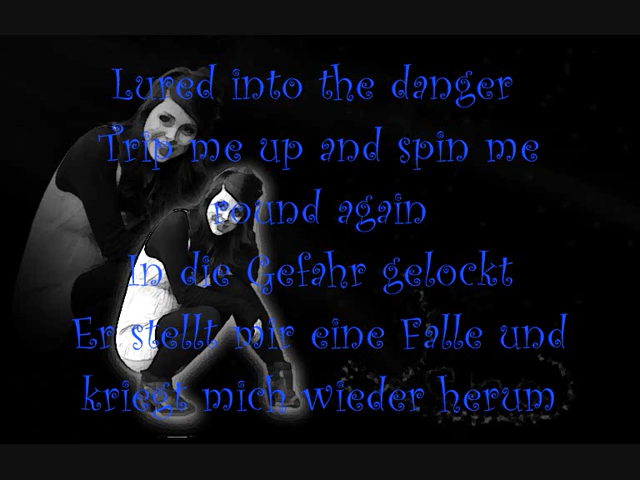 Lured into the danger
Trip me up and spin me
round again
In die Gefahr gelockt
Er stellt mir eine Falle und
kriegt mich wieder herum